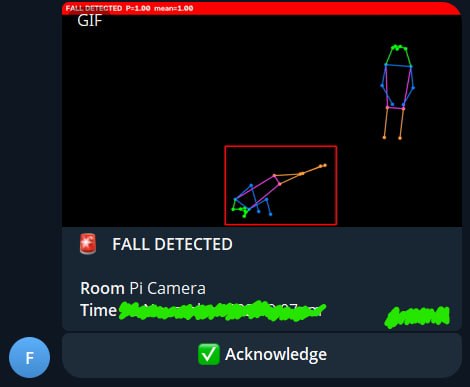 FALL DETECTED P=1.00 mean=1.00
GIF
🚨 FALL DETECTED
Room Pi Camera
Time
F
✅ Acknowledge